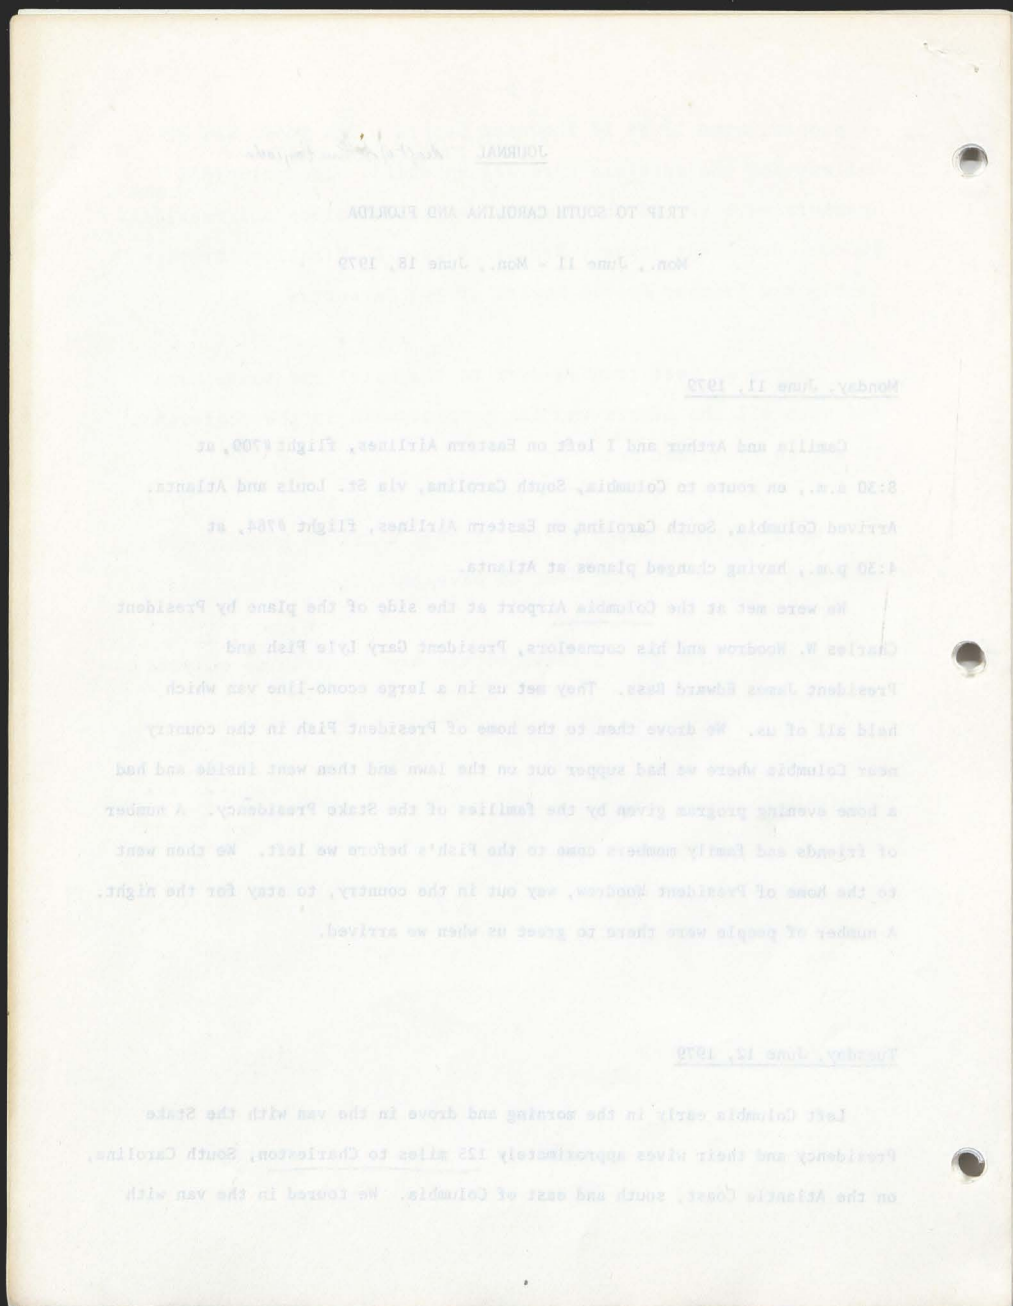 JOURNAL
TRIP TO SOUTH CAROLINA AND FLORIDA
Mon., June 11 - Mon., June 18, 1979
Monday, June 11, 1979
Camilla and Arthur and I left on Eastern Airlines, flight #709, at
8:30 a.m., en route to Columbia, South Carolina, via St. Louis and Atlanta.
Arrived Columbia, South Carolina, on Eastern Airlines, flight #784, at
4:30 p.m., having changed planes at Atlanta.
We were met at the Columbia Airport at the side of the plane by President
Charles W. Woodrow and his counselors, President Gary Lyle Fish and
President James Edward Bass. They met us in a large econo-line van which
held all of us. We drove then to the home of President Fish in the country
near Columbia where we had supper out on the lawn and then went inside and had
a home evening program given by the families of the Stake Presidency. A number
of friends and family members came to the Fish's before we left. We then went
to the home of President Woodrow, way out in the country, to stay for the night.
A number of people were there to greet us when we arrived.
Tuesday, June 12, 1979
Left Columbia early in the morning and drove in the van with the Stake
Presidency and their wives approximately 125 miles to Charleston, South Carolina,
on the Atlantic Coast, south and east of Columbia. We toured in the van with